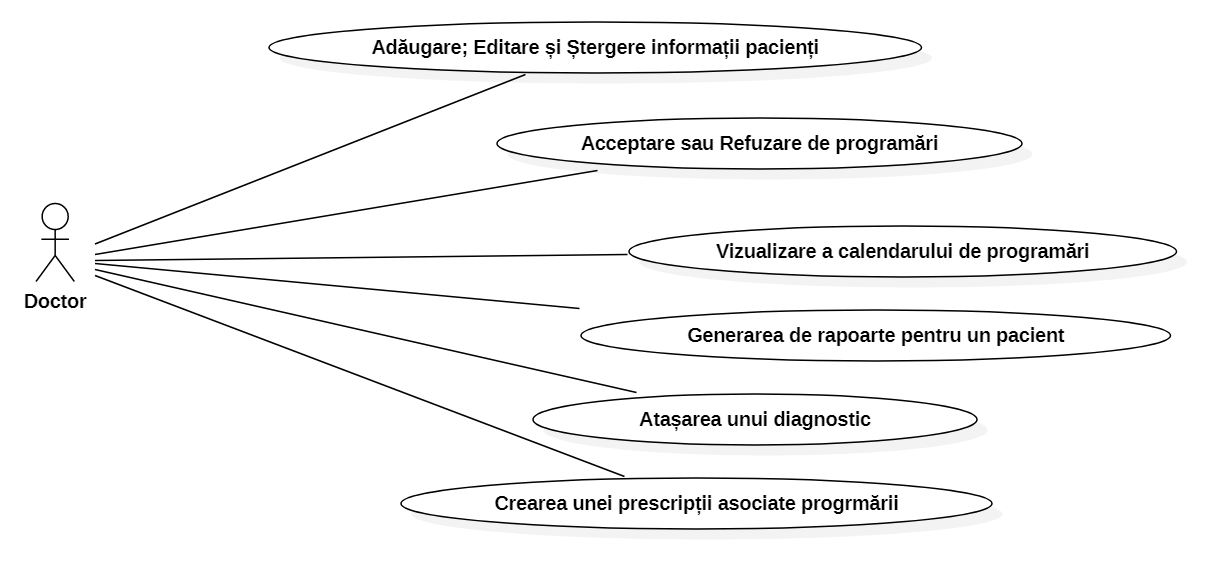 Adăugare; Editare și Ștergere informații pacienți
Acceptare sau Refuzare de programări
Vizualizare a calendarului de programări
Doctor
Generarea de rapoarte pentru un pacient
Atașarea unui diagnostic
Crearea unei prescripții asociate progrmării